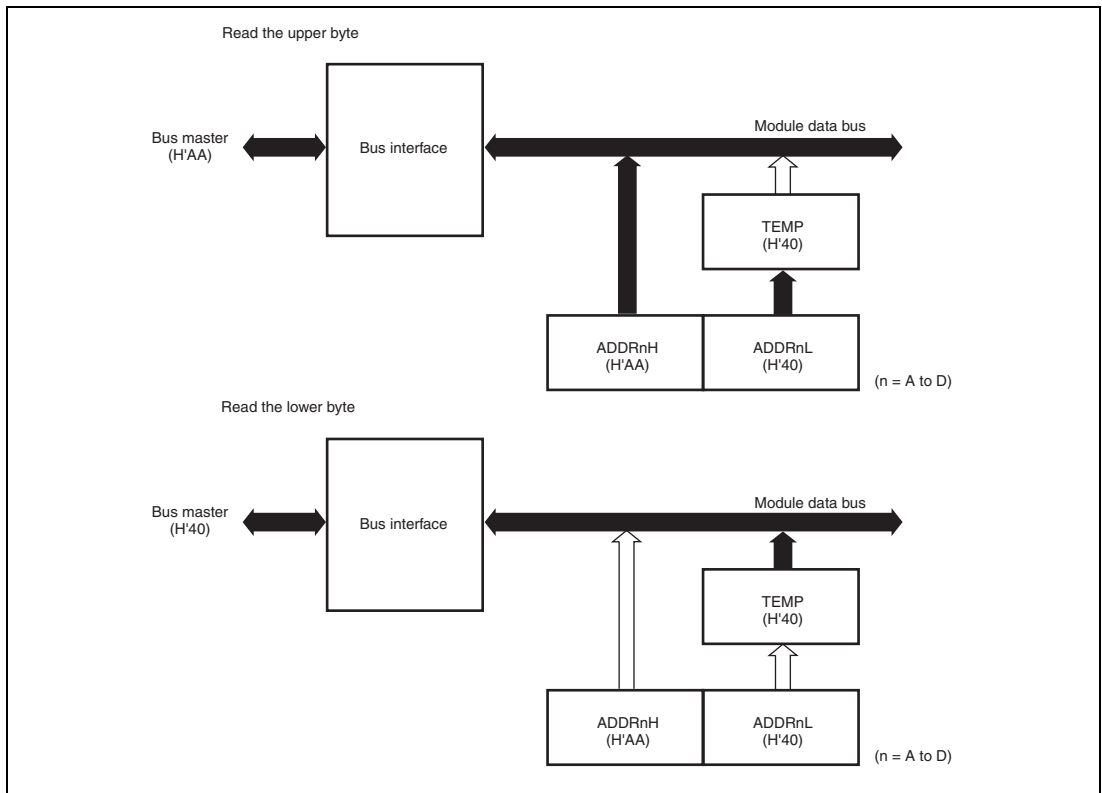 Read the upper byte
Bus master
(H'AA)
Bus interface
Module data bus
TEMP
(H'40)
ADDRnH
(H'AA)
ADDRnL
(H'40)
(n = A to D)
Read the lower byte
Bus master
(H'40)
Bus interface
Module data bus
TEMP
(H'40)
ADDRnH
(H'AA)
ADDRnL
(H'40)
(n = A to D)